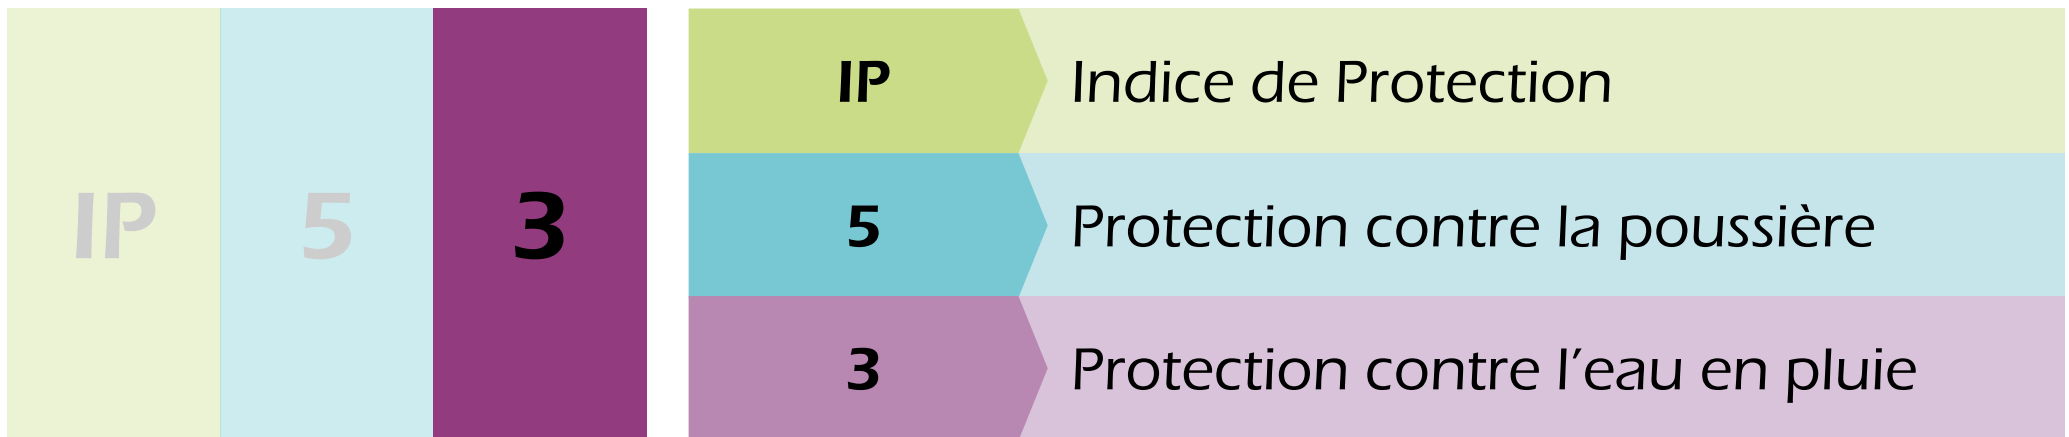 IP 5 3
IP Indice de Protection
5 Protection contre la poussière
3 Protection contre l’eau en pluie